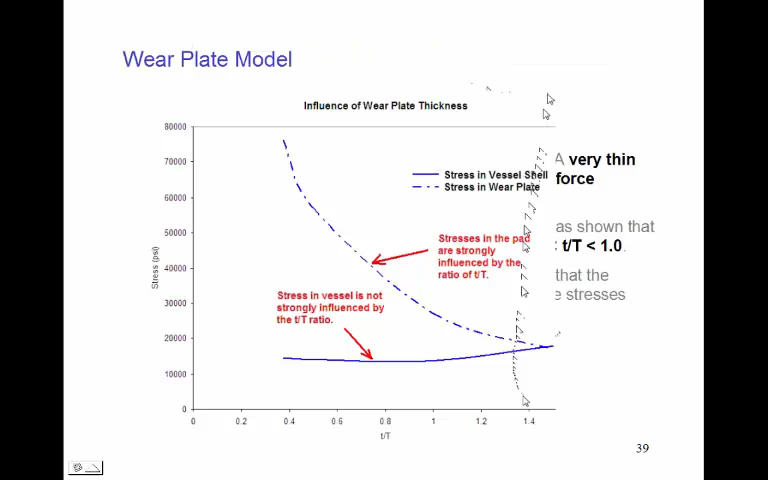 Wear Plate Model
Influence of Wear Plate Thickness
80000
70000
60000
50000
40000
30000
20000
10000
0
Stress (psi)
Stress in Vessel Shell
Stress in Wear Plate
Stresses in the pad
are strongly
influenced by the
ratio of t/T.
Stress in vessel is not
strongly influenced by
the t/T ratio.
0 0.2 0.4 0.6 0.8 1 1.2 1.4
t/T
A very thin
force
as shown that
t/T < 1.0.
that the
e stresses
39